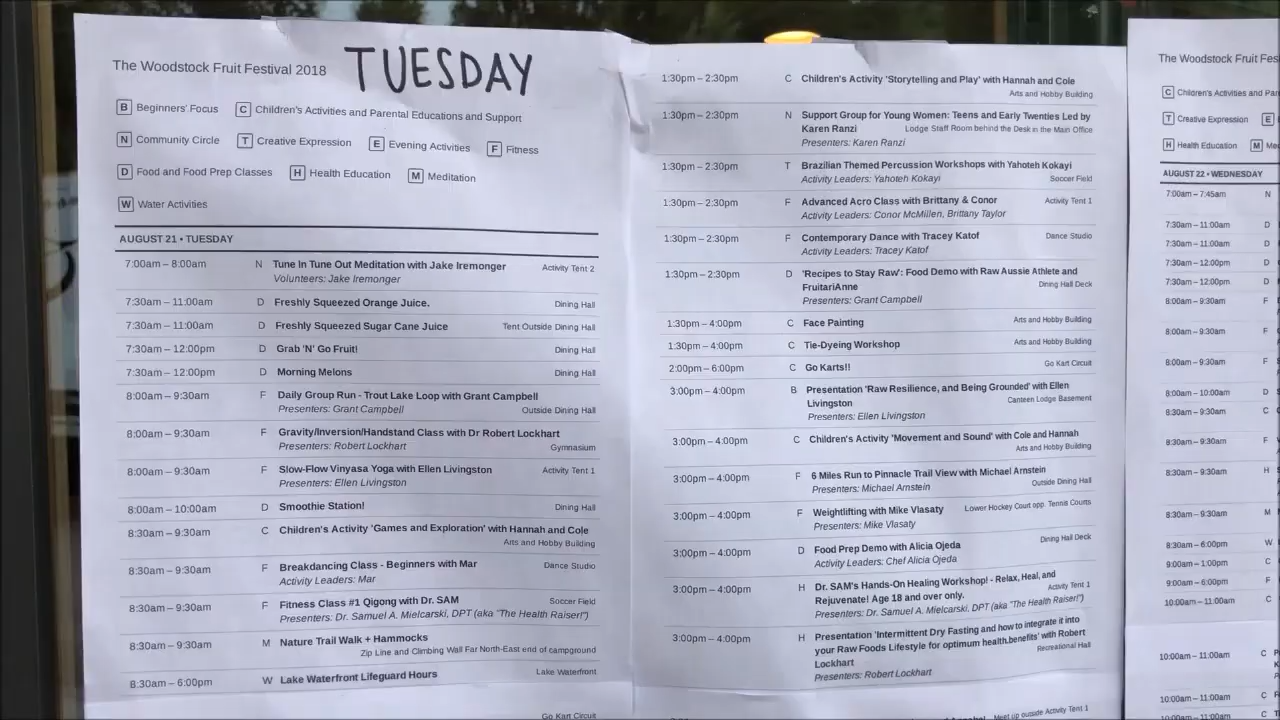 The Woodstock Fruit Festival 2018 TUESDAY
B Beginners' Focus C Children's Activities and Parental Educations and Support
N Community Circle T Creative Expression E Evening Activities F Fitness
D Food and Food Prep Classes H Health Education M Meditation
W Water Activities
AUGUST 21 • TUESDAY
7:00am – 8:00am N Tune In Tune Out Meditation with Jake Iremonger Activity Tent 2
Volunteers: Jake Iremonger
7:30am – 11:00am D Freshly Squeezed Orange Juice. Dining Hall
7:30am – 11:00am D Freshly Squeezed Sugar Cane Juice Tent Outside Dining Hall
7:30am – 12:00pm D Grab 'N' Go Fruit! Dining Hall
7:30am – 12:00pm D Morning Melons Dining Hall
8:00am – 9:30am F Daily Group Run - Trout Lake Loop with Grant Campbell
Presenters: Grant Campbell Outside Dining Hall
8:00am – 9:30am F Gravity/Inversion/Handstand Class with Dr Robert Lockhart
Presenters: Robert Lockhart Gymnasium
8:00am – 9:30am F Slow-Flow Vinyasa Yoga with Ellen Livingston Activity Tent 1
Presenters: Ellen Livingston
8:00am – 10:00am D Smoothie Station! Dining Hall
8:30am – 9:30am C Children's Activity 'Games and Exploration' with Hannah and Cole
Arts and Hobby Building
8:30am – 9:30am F Breakdancing Class - Beginners with Mar Dance Studio
Activity Leaders: Mar
8:30am – 9:30am F Fitness Class #1 Qigong with Dr. SAM Soccer Field
Presenters: Dr. Samuel A. Mielcarski, DPT (aka "The Health Raiser!")
8:30am – 9:30am M Nature Trail Walk + Hammocks
Zip Line and Climbing Wall Far North-East end of campground
8:30am – 6:00pm W Lake Waterfront Lifeguard Hours Lake Waterfront
Go Kart Circuit
1:30pm – 2:30pm C Children's Activity 'Storytelling and Play' with Hannah and Cole
Arts and Hobby Building
1:30pm – 2:30pm N Support Group for Young Women: Teens and Early Twenties Led by
Karen Ranzi Lodge Staff Room behind the Desk in the Main Office
Presenters: Karen Ranzi
1:30pm – 2:30pm T Brazilian Themed Percussion Workshops with Yahoteh Kokayi
Activity Leaders: Yahoteh Kokayi Soccer Field
1:30pm – 2:30pm F Advanced Acro Class with Brittany & Conor Activity Tent 1
Activity Leaders: Conor McMillen, Brittany Taylor
1:30pm – 2:30pm F Contemporary Dance with Tracey Katof Dance Studio
Activity Leaders: Tracey Katof
1:30pm – 2:30pm D 'Recipes to Stay Raw': Food Demo with Raw Aussie Athlete and
FruitariAnne Dining Hall Deck
Presenters: Grant Campbell
1:30pm – 4:00pm C Face Painting Arts and Hobby Building
1:30pm – 4:00pm C Tie-Dyeing Workshop Arts and Hobby Building
2:00pm – 6:00pm C Go Karts!! Go Kart Circuit
3:00pm – 4:00pm B Presentation 'Raw Resilience, and Being Grounded' with Ellen
Livingston Canteen Lodge Basement
Presenters: Ellen Livingston
3:00pm – 4:00pm C Children's Activity 'Movement and Sound' with Cole and Hannah
Arts and Hobby Building
3:00pm – 4:00pm F 6 Miles Run to Pinnacle Trail View with Michael Arnstein
Presenters: Michael Arnstein Outside Dining Hall
3:00pm – 4:00pm F Weightlifting with Mike Vlasaty Lower Hockey Court opp. Tennis Courts
Presenters: Mike Vlasaty
3:00pm – 4:00pm D Food Prep Demo with Alicia Ojeda Dining Hall Deck
Activity Leaders: Chef Alicia Ojeda
3:00pm – 4:00pm H Dr. SAM's Hands-On Healing Workshop! - Relax, Heal, and
Rejuvenate! Age 18 and over only. Activity Tent 1
Presenters: Dr. Samuel A. Mielcarski, DPT (aka "The Health Raiser!")
3:00pm – 4:00pm H Presentation 'Intermittent Dry Fasting and how to integrate it into
your Raw Foods Lifestyle for optimum health benefits' with Robert
Lockhart Recreational Hall
Presenters: Robert Lockhart
Meet up outside Activity Tent 1
The Woodstock Fruit
C Children's Activities and
T Creative Expression E
H Health Education M
AUGUST 22 • WEDNESDAY
7:00am – 7:45am N
7:30am – 11:00am D
7:30am – 11:00am D
7:30am – 12:00pm D
7:30am – 12:00pm D
8:00am – 9:30am F
8:00am – 9:30am F
8:00am – 9:30am F
8:00am – 10:00am D
8:30am – 9:30am C
8:30am – 9:30am F
8:30am – 9:30am H
8:30am – 9:30am M
8:30am – 6:00pm W
9:00am – 1:00pm C
9:00am – 6:00pm F
10:00am – 11:00am C
10:00am – 11:00am C
10:00am – 11:00am C
10:00am – 11:00am C